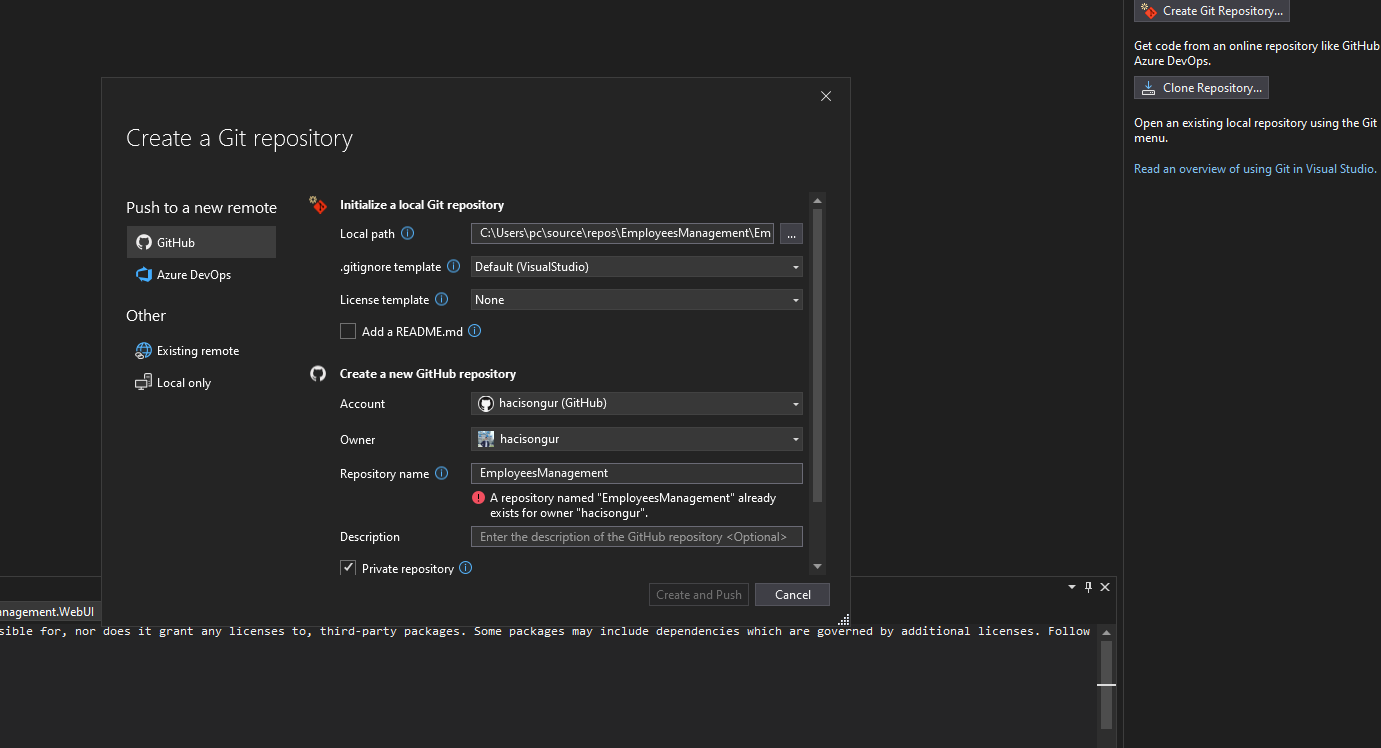 Create Git Repository...
Get code from an online repository like GitHub
Azure DevOps.
Clone Repository...
Open an existing local repository using the Git
menu.
Read an overview of using Git in Visual Studio.
Create a Git repository
Push to a new remote
GitHub
Azure DevOps
Other
Existing remote
Local only
Initialize a local Git repository
Local path
C:\Users\pc\source\repos\EmployeesManagement\Em
...
.gitignore template
Default (VisualStudio)
License template
None
Add a README.md
Create a new GitHub repository
Account
hacisongur (GitHub)
Owner
hacisongur
Repository name
EmployeesManagement
A repository named "EmployeesManagement" already
exists for owner "hacisongur".
Description
Enter the description of the GitHub repository <Optional>
Private repository
Create and Push
Cancel
nagement.WebUI
sible for, nor does it grant any licenses to, third-party packages. Some packages may include dependencies which are governed by additional licenses. Follow